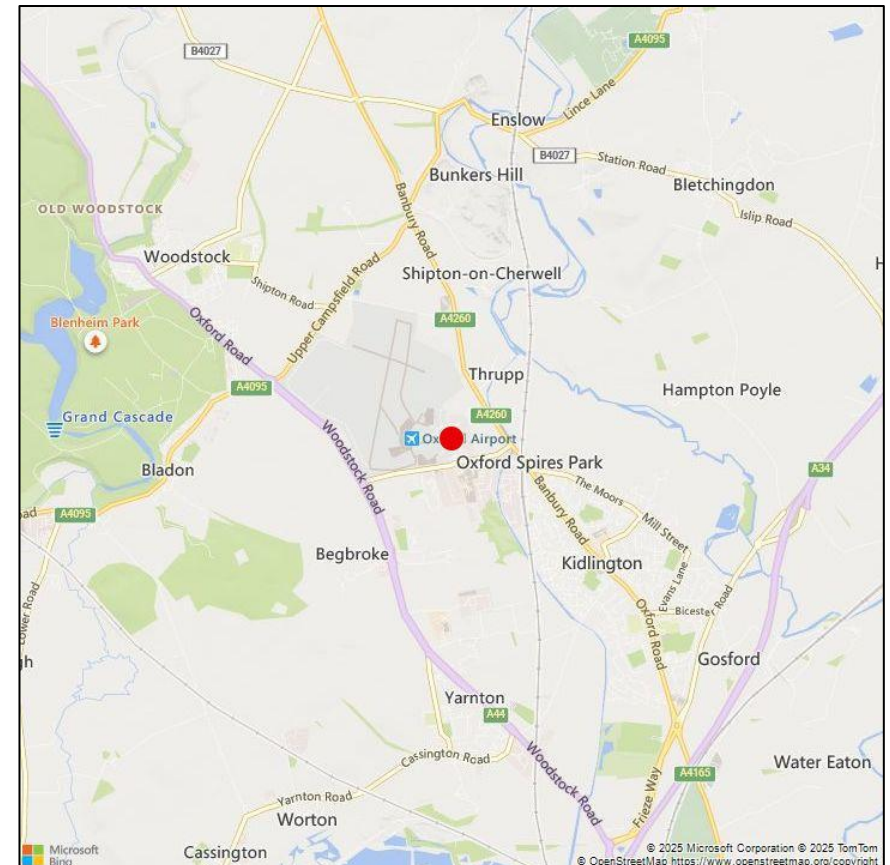 B4027
A4095
Lince Lane
Enslow
B4027
Station Road
Bunkers Hill
Bletchingdon
Banbury Road
Islip Road
OLD WOODSTOCK
Woodstock
Shipton-on-Cherwell
Upper Campsfield Road
Shipton Road
Oxford Road
Blenheim Park
A4260
Thrupp
A4095
Hampton Poyle
Grand Cascade
A4260
Airport
Bladon
Woodstock Road
Oxford Spires Park
A34
The Moors
A4095
Banbury Road
Mill Street
Begbroke
Kidlington
Evans Lane
Lower Road
Bicester Road
Oxford Road
Gosford
Yarnton
A44
Cassington Road
Woodstock Road
Water Eaton
A4165
Frieze Way
Yarnton Road
Worton
Cassington
Microsoft
Bing
© 2025 Microsoft Corporation © 2025 TomTom
© OpenStreetMap https://www.openstreetmap.org/copyright